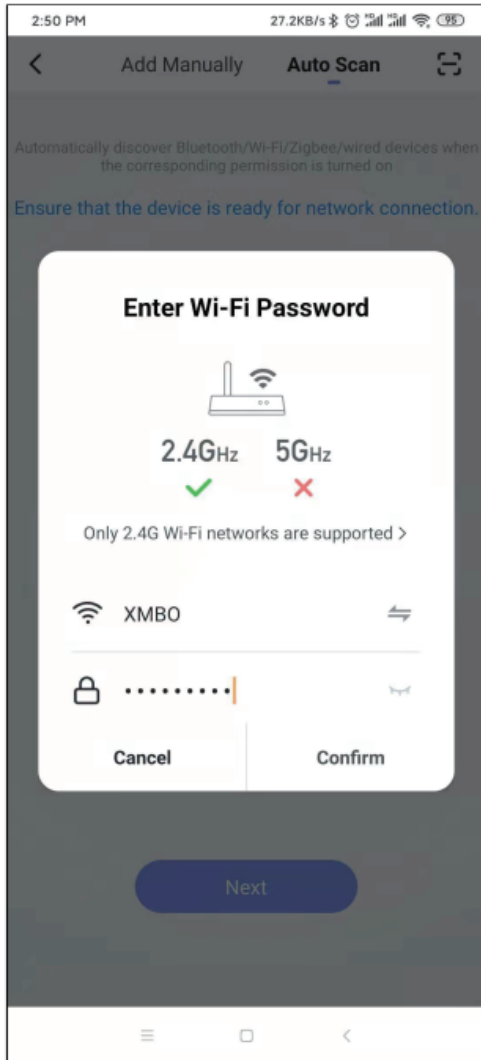 2:50 PM 27.2KB/s 95
Add Manually Auto Scan
Automatically discover Bluetooth/Wi-Fi/Zigbee/wired devices when
the corresponding permission is turned on
Ensure that the device is ready for network connection.
Enter Wi-Fi Password
2.4GHz 5GHz
Only 2.4G Wi-Fi networks are supported >
XMBO
•••••••••
Cancel Confirm
Next